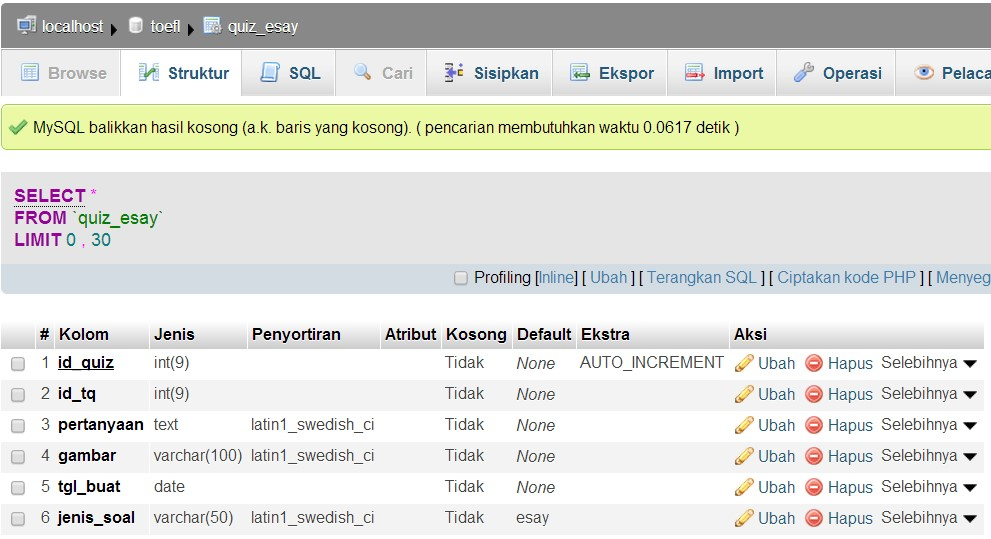 localhost toefl quiz_esay
Browse Struktur SQL Cari Sisipkan Ekspor Import Operasi Pelaca
MySQL balikkan hasil kosong (a.k. baris yang kosong). ( pencarian membutuhkan waktu 0.0617 detik )
SELECT *
FROM `quiz_esay`
LIMIT 0 , 30
Profiling [Inline] [ Ubah ] [ Terangkan SQL ] [ Ciptakan kode PHP ] [ Menyeg
# Kolom Jenis Penyortiran Atribut Kosong Default Ekstra Aksi
1 id_quiz int(9) Tidak None AUTO_INCREMENT Ubah Hapus Selebihnya
2 id_tq int(9) Tidak None Ubah Hapus Selebihnya
3 pertanyaan text latin1_swedish_ci Tidak None Ubah Hapus Selebihnya
4 gambar varchar(100) latin1_swedish_ci Tidak None Ubah Hapus Selebihnya
5 tgl_buat date Tidak None Ubah Hapus Selebihnya
6 jenis_soal varchar(50) latin1_swedish_ci Tidak esay Ubah Hapus Selebihnya